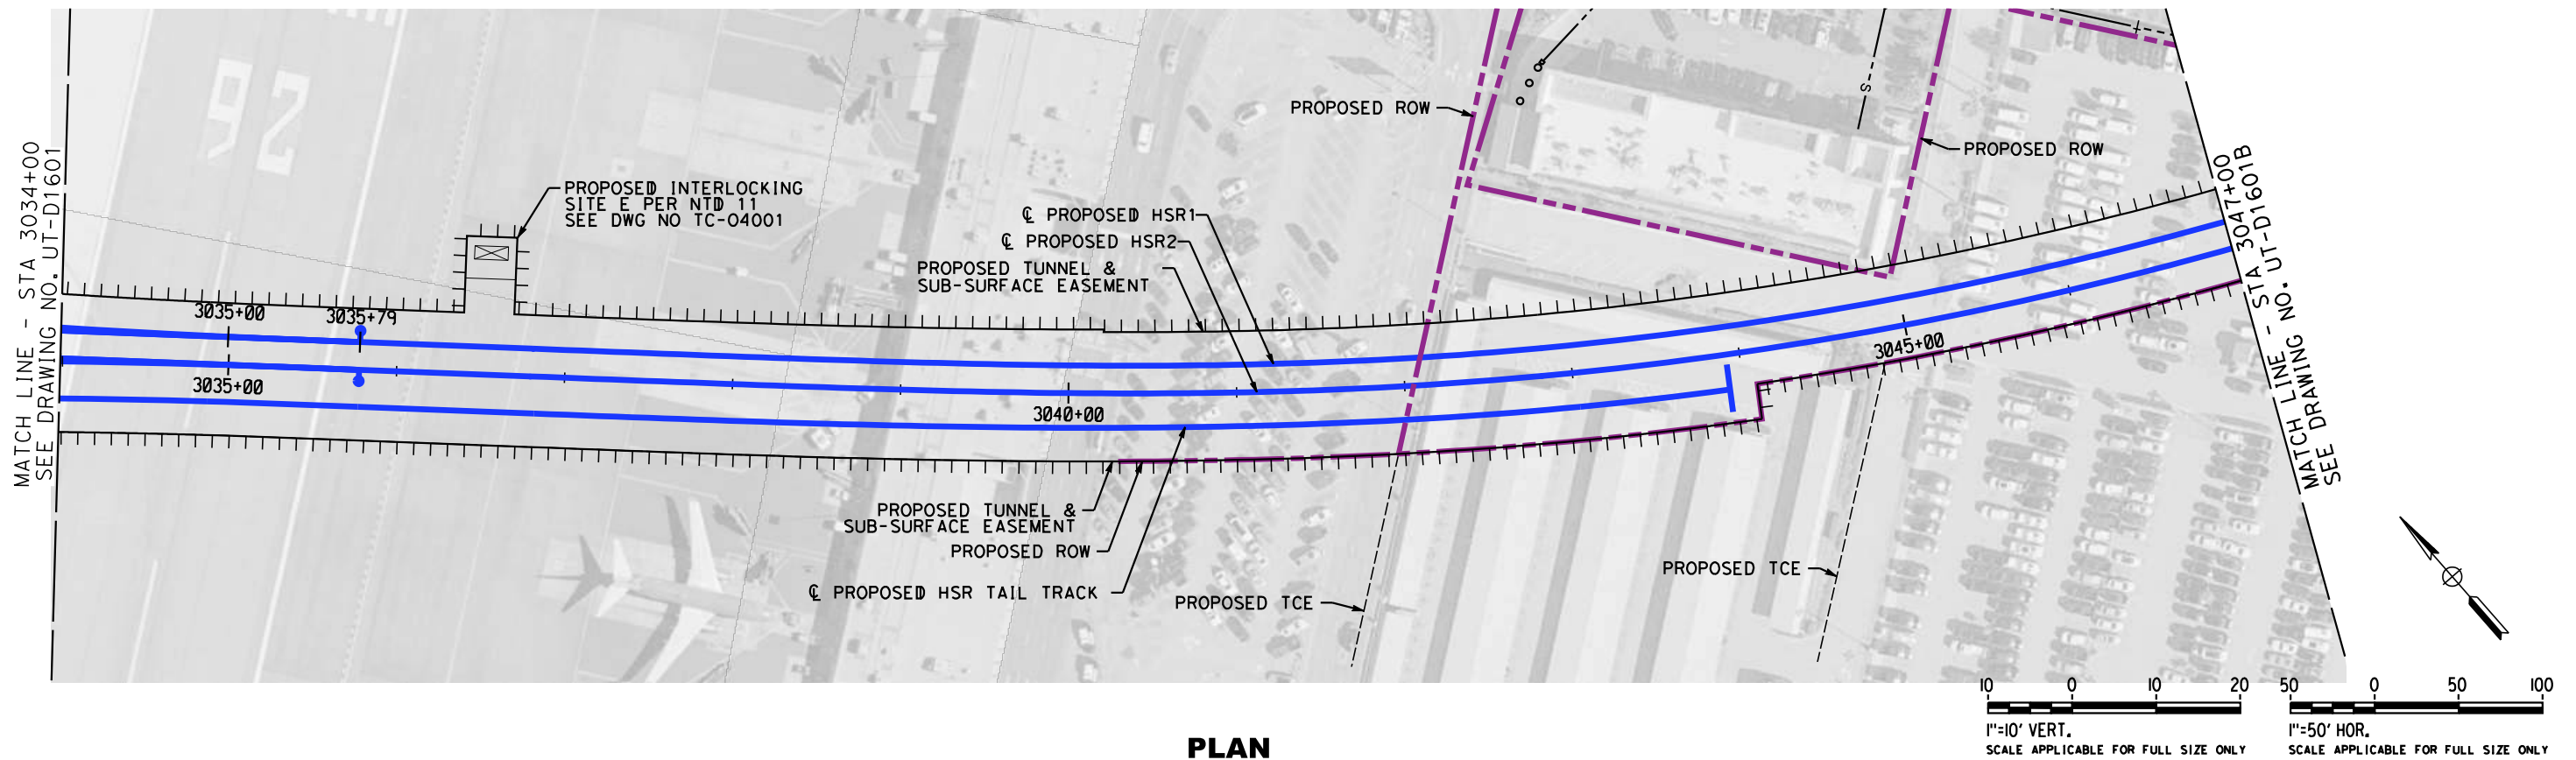 MATCH LINE - STA 3034+00
SEE DRAWING NO. UT-D1601
26
PROPOSED INTERLOCKING
SITE E PER NTD 11
SEE DWG NO TC-04001
3035+00
3035+79
3035+00
℄ PROPOSED HSR1
℄ PROPOSED HSR2
PROPOSED TUNNEL &
SUB-SURFACE EASEMENT
3040+00
PROPOSED ROW
S
PROPOSED ROW
3045+00
MATCH LINE - STA 3047+00
SEE DRAWING NO. UT-D1601B
PROPOSED TUNNEL &
SUB-SURFACE EASEMENT
PROPOSED ROW
℄ PROPOSED HSR TAIL TRACK
PROPOSED TCE
PROPOSED TCE
10 0 10 20
1"=10' VERT.
SCALE APPLICABLE FOR FULL SIZE ONLY
50 0 50 100
1"=50' HOR.
SCALE APPLICABLE FOR FULL SIZE ONLY
PLAN